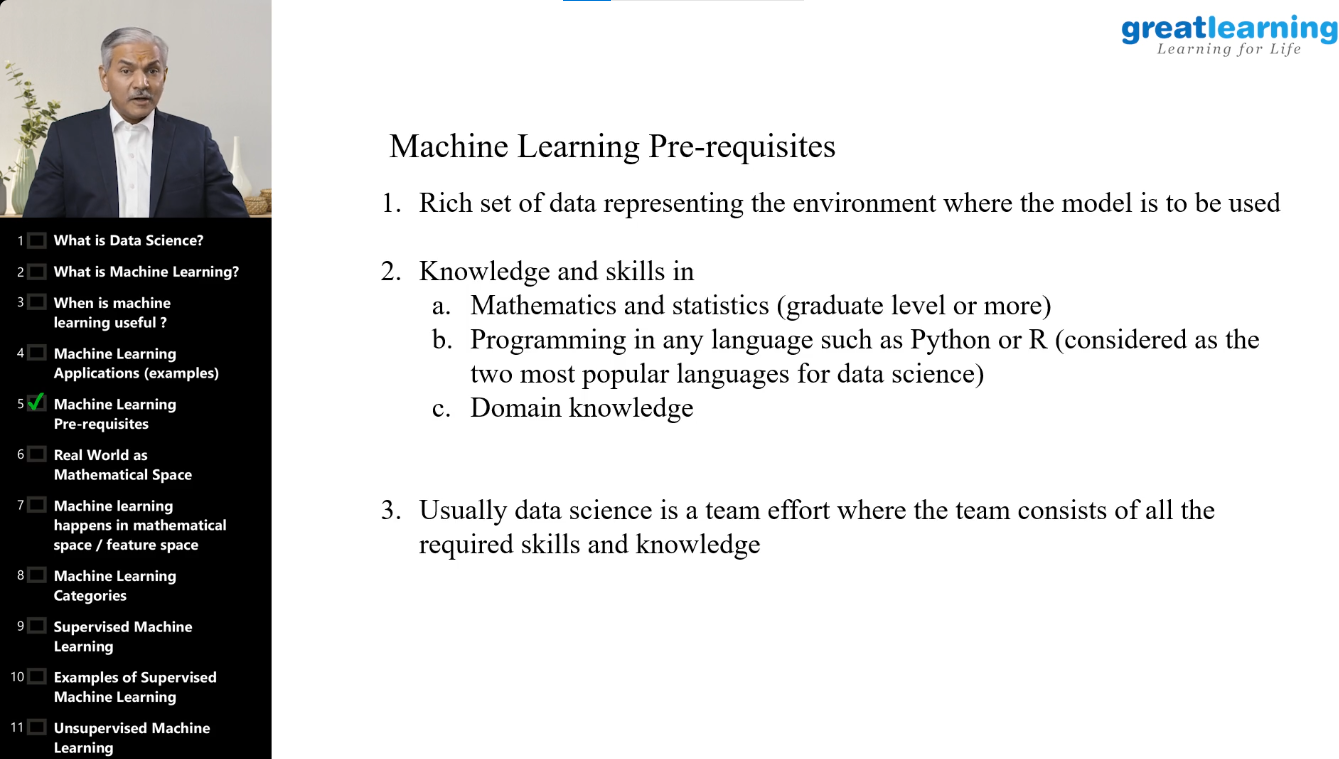 greatlearning
Learning for Life
Machine Learning Pre-requisites
1. Rich set of data representing the environment where the model is to be used
2. Knowledge and skills in
a. Mathematics and statistics (graduate level or more)
b. Programming in any language such as Python or R (considered as the
two most popular languages for data science)
c. Domain knowledge
3. Usually data science is a team effort where the team consists of all the
required skills and knowledge
1 What is Data Science?
2 What is Machine Learning?
3 When is machine
learning useful ?
4 Machine Learning
Applications (examples)
5 Machine Learning
Pre-requisites
6 Real World as
Mathematical Space
7 Machine learning
happens in mathematical
space / feature space
8 Machine Learning
Categories
9 Supervised Machine
Learning
10 Examples of Supervised
Machine Learning
11 Unsupervised Machine
Learning